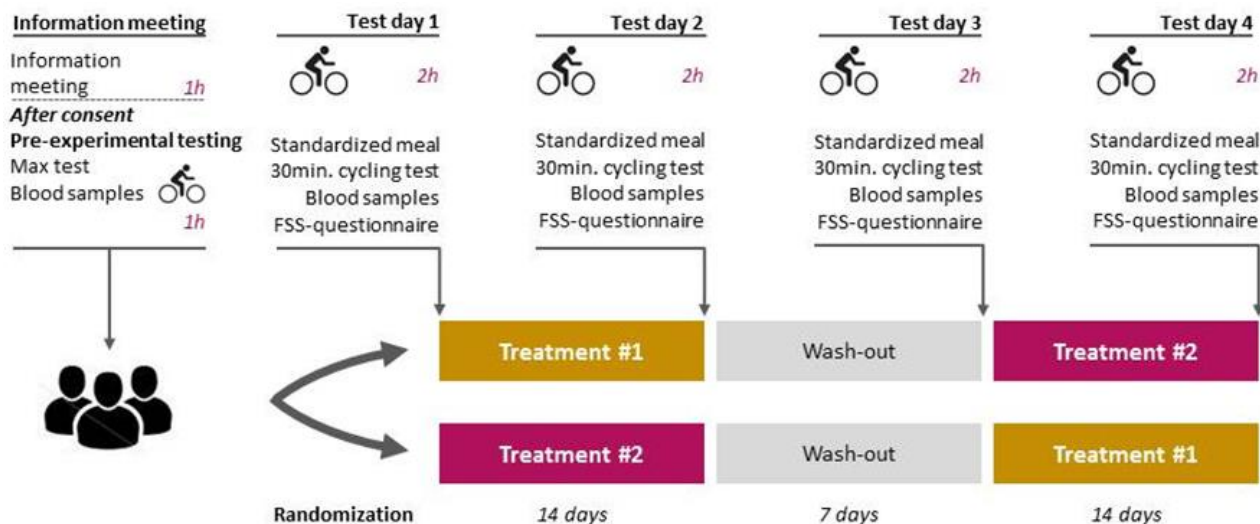 Information meeting
Information
meeting 1h
After consent
Pre-experimental testing
Max test
Blood samples
1h
Test day 1
2h
Standardized meal
30min. cycling test
Blood samples
FSS-questionnaire
Test day 2
2h
Standardized meal
30min. cycling test
Blood samples
FSS-questionnaire
Test day 3
2h
Standardized meal
30min. cycling test
Blood samples
FSS-questionnaire
Test day 4
2h
Standardized meal
30min. cycling test
Blood samples
FSS-questionnaire
Treatment #1
Wash-out
Treatment #2
Treatment #2
Wash-out
Treatment #1
Randomization
14 days
7 days
14 days